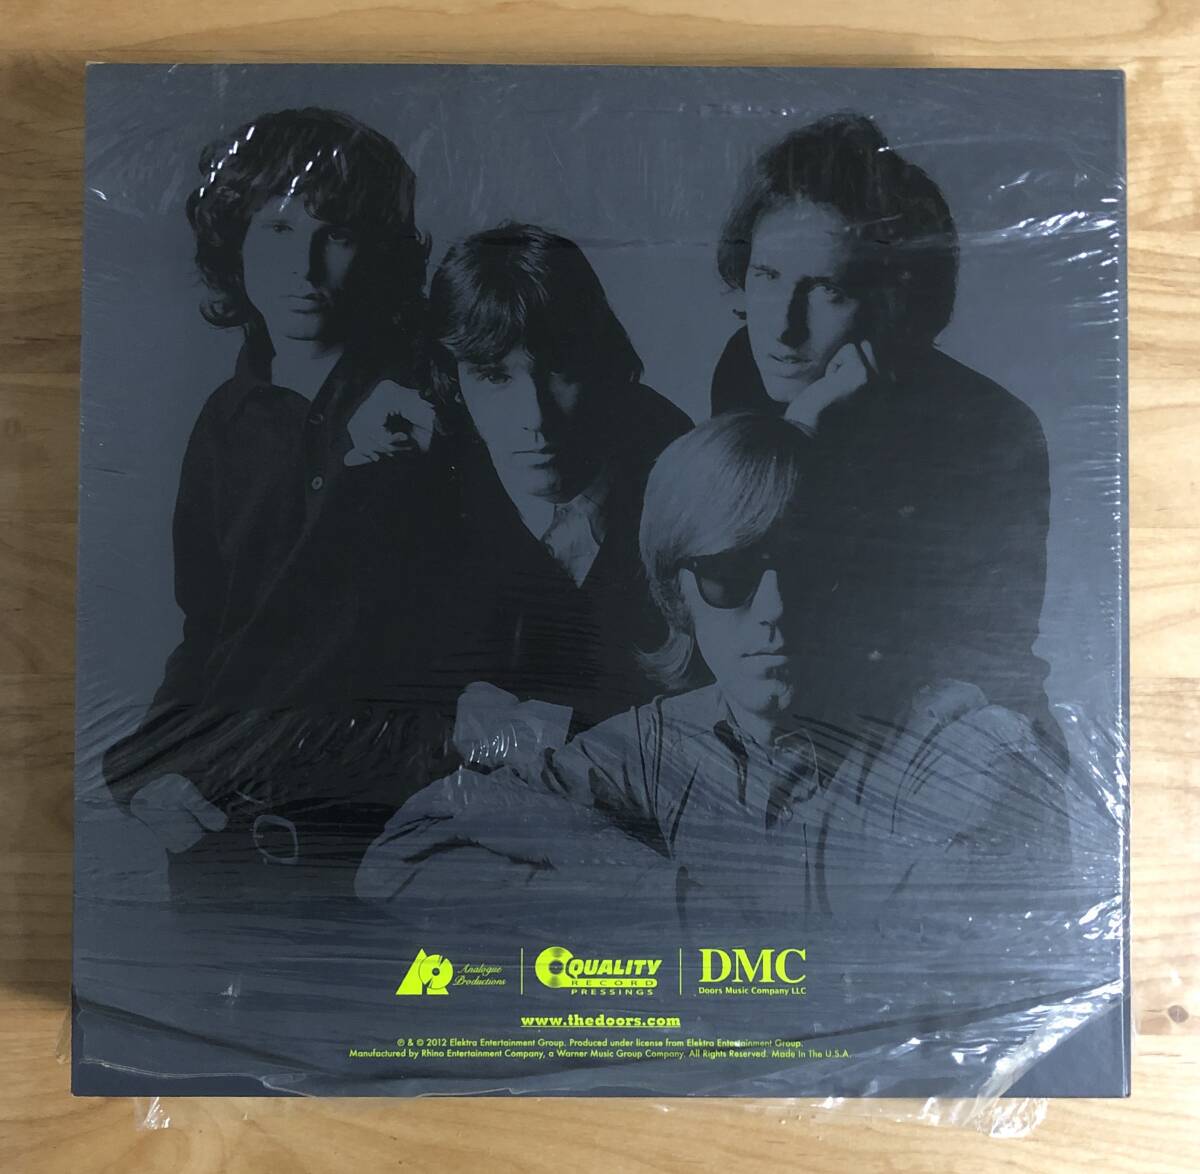 AP Analogue Productions
QUALITY
RECORD
PRESSINGS
DMC
Doors Music Company LLC
www.thedoors.com
℗ & © 2012 Elektra Entertainment Group. Produced under license from Elektra Entertainment Group.
Manufactured by Rhino Entertainment Company, a Warner Music Group Company. All Rights Reserved. Made In The U.S.A.